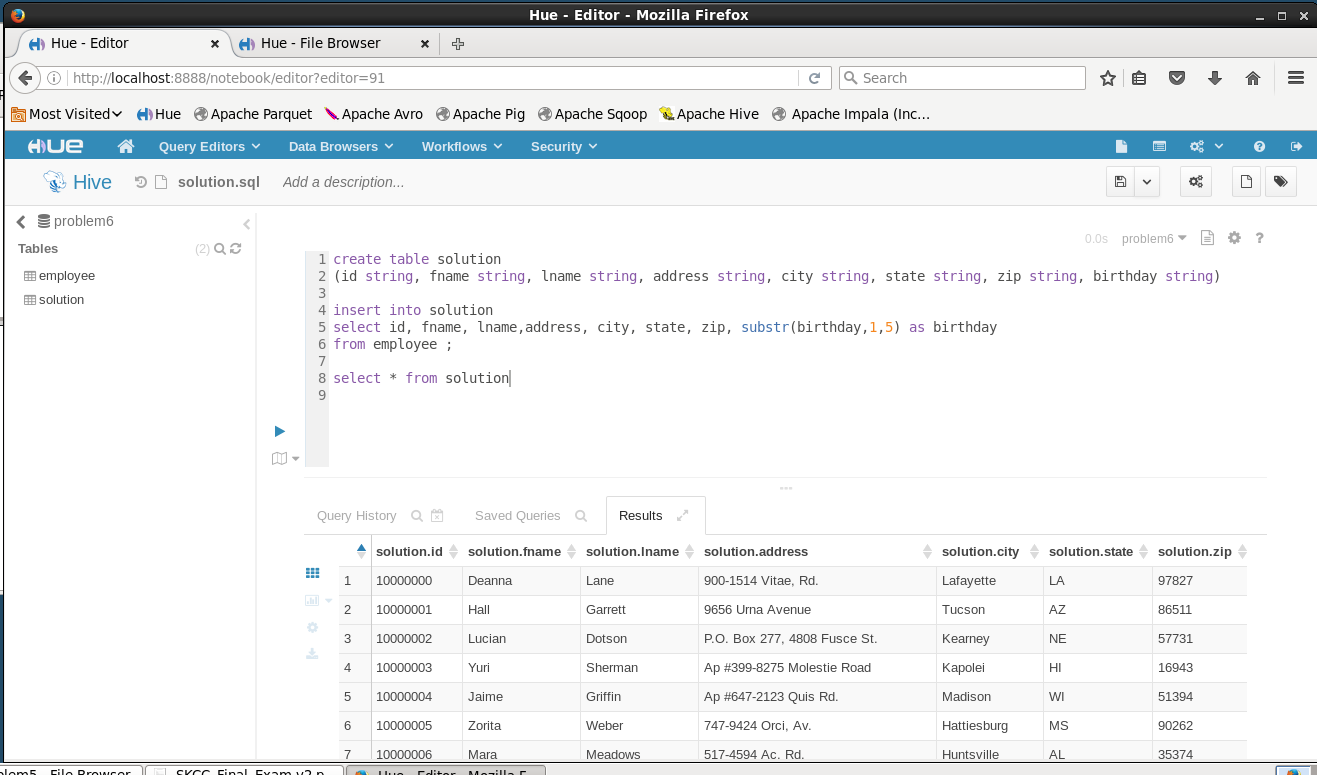 Hue - Editor - Mozilla Firefox
Hue - Editor
Hue - File Browser
http://localhost:8888/notebook/editor?editor=91
Search
Most Visited
Hue
Apache Parquet
Apache Avro
Apache Pig
Apache Sqoop
Apache Hive
Apache Impala (Inc...
HUE
Query Editors
Data Browsers
Workflows
Security
Hive
solution.sql
Add a description...
problem6
Tables
(2)
employee
solution
0.0s
problem6
1 create table solution
2 (id string, fname string, lname string, address string, city string, state string, zip string, birthday string)
3
4 insert into solution
5 select id, fname, lname,address, city, state, zip, substr(birthday,1,5) as birthday
6 from employee ;
7
8 select * from solution
9
Query History
Saved Queries
Results
solution.id solution.fname solution.lname solution.address solution.city solution.state solution.zip
1 10000000 Deanna Lane 900-1514 Vitae, Rd. Lafayette LA 97827
2 10000001 Hall Garrett 9656 Urna Avenue Tucson AZ 86511
3 10000002 Lucian Dotson P.O. Box 277, 4808 Fusce St. Kearney NE 57731
4 10000003 Yuri Sherman Ap #399-8275 Molestie Road Kapolei HI 16943
5 10000004 Jaime Griffin Ap #647-2123 Quis Rd. Madison WI 51394
6 10000005 Zorita Weber 747-9424 Orci, Av. Hattiesburg MS 90262
7 10000006 Mara Meadows 517-4594 Ac. Rd. Huntsville AL 35374
File Browser
Hue - Editor - Mozilla F